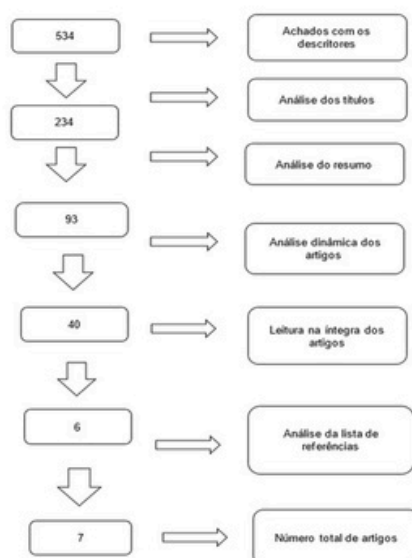 534
Achados com os
descritores
Análise dos títulos
234
Análise do resumo
93
Análise dinâmica dos
artigos
40
Leitura na íntegra dos
artigos
6
Análise da lista de
referências
7
Número total de artigos